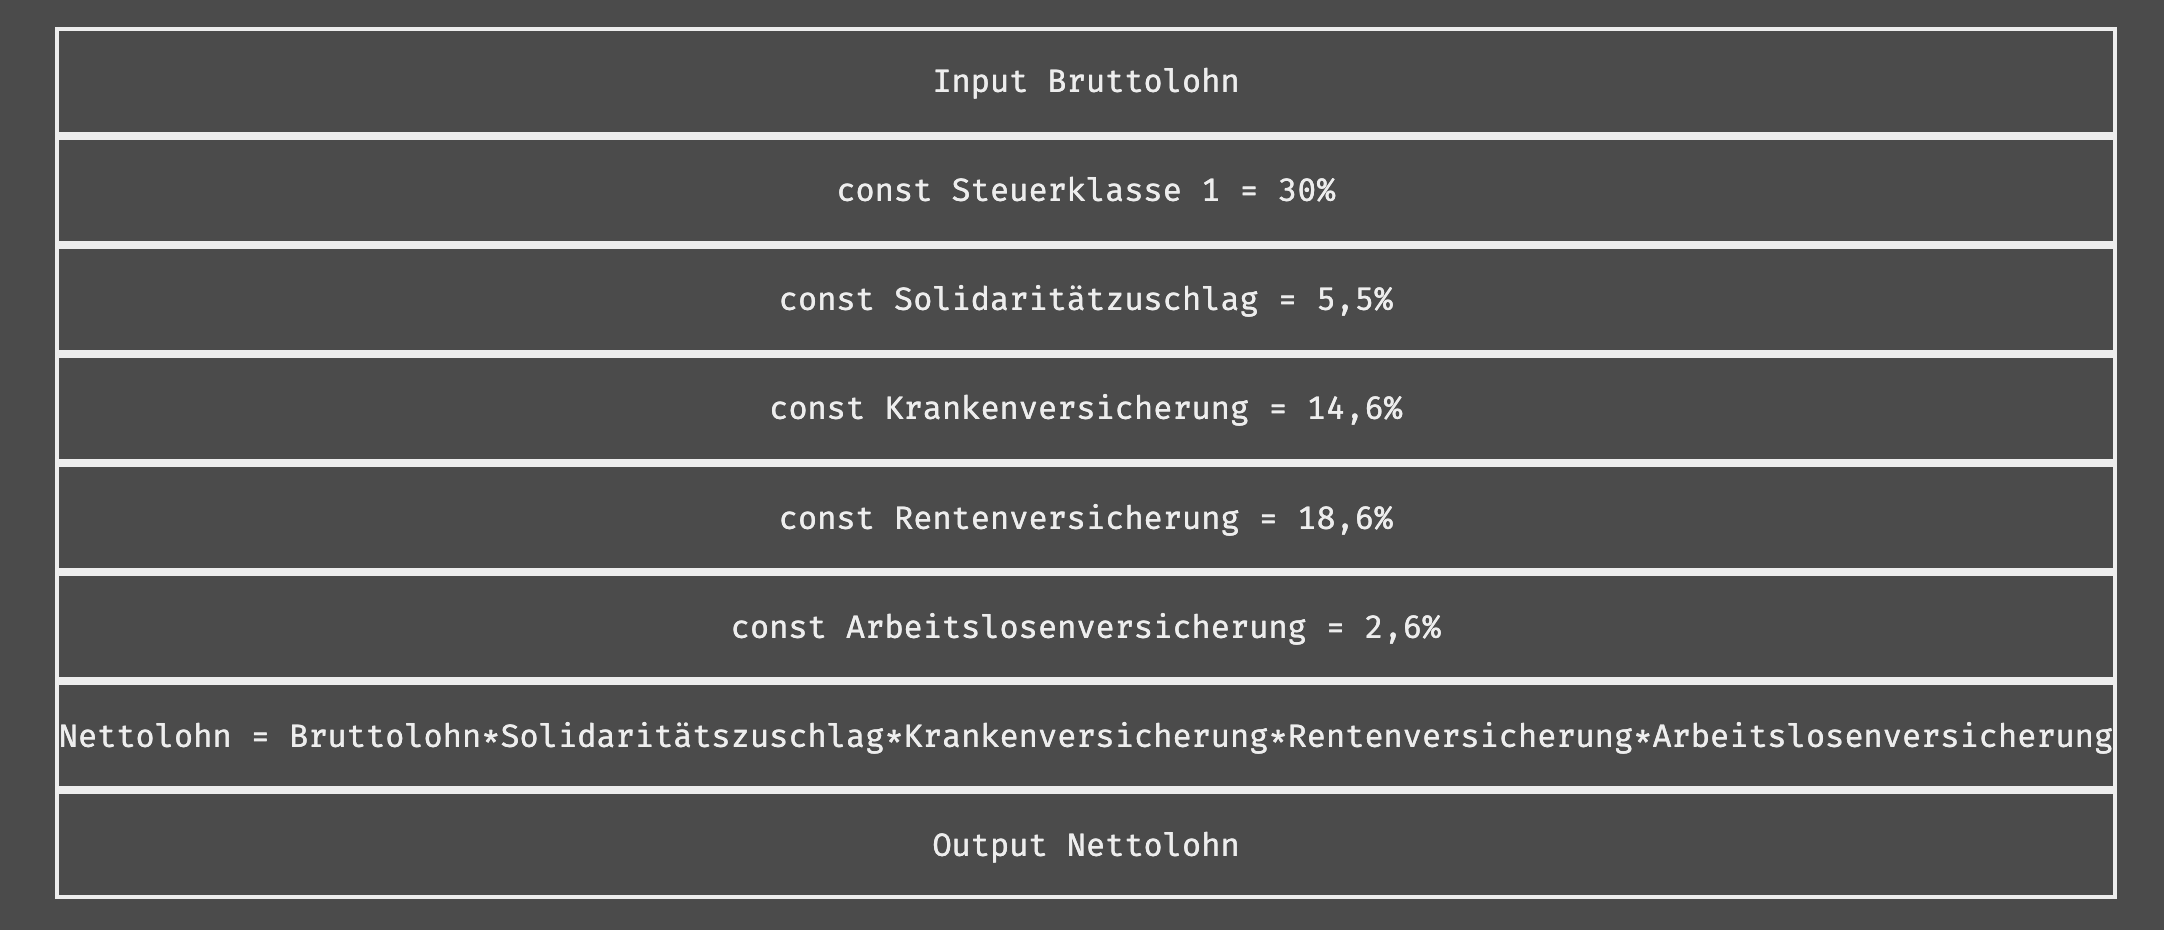 Input Bruttolohn
const Steuerklasse 1 = 30%
const Solidaritätzuschlag = 5,5%
const Krankenversicherung = 14,6%
const Rentenversicherung = 18,6%
const Arbeitslosenversicherung = 2,6%
Nettolohn = Bruttolohn*Solidaritätszuschlag*Krankenversicherung*Rentenversicherung*Arbeitslosenversicherung
Output Nettolohn